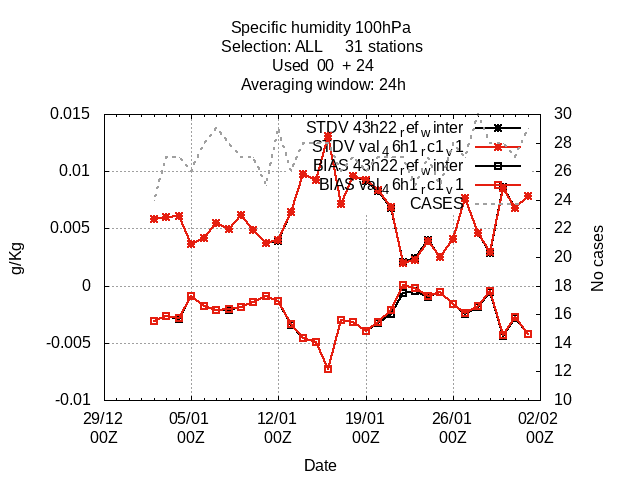 Specific humidity 100hPa
Selection: ALL 31 stations
Used 00 + 24
Averaging window: 24h
0.015
0.01
0.005
0
-0.005
-0.01
g/Kg
30
28
26
24
22
20
18
16
14
12
10
No cases
STDV 43h22_ref_winter
STDV val_46h1_rc1_v1
BIAS 43h22_ref_winter
BIAS val_46h1_rc1_v1
CASES
29/12 05/01 12/01 19/01 26/01 02/02
00Z 00Z 00Z 00Z 00Z 00Z
Date